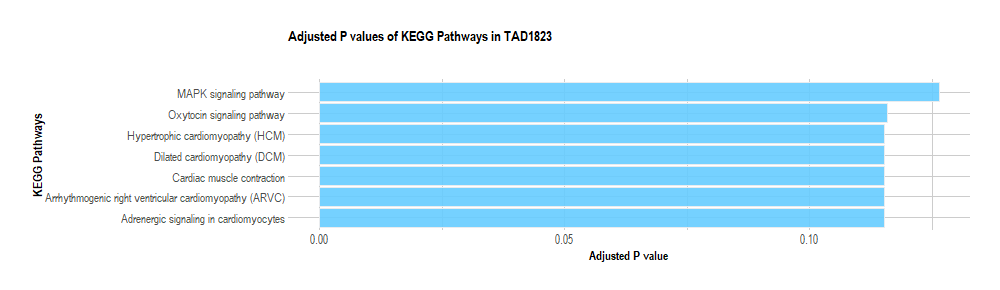 Adjusted P values of KEGG Pathways in TAD1823
KEGG Pathways
MAPK signaling pathway
Oxytocin signaling pathway
Hypertrophic cardiomyopathy (HCM)
Dilated cardiomyopathy (DCM)
Cardiac muscle contraction
Arrhythmogenic right ventricular cardiomyopathy (ARVC)
Adrenergic signaling in cardiomyocytes
0.00 0.05 0.10
Adjusted P value